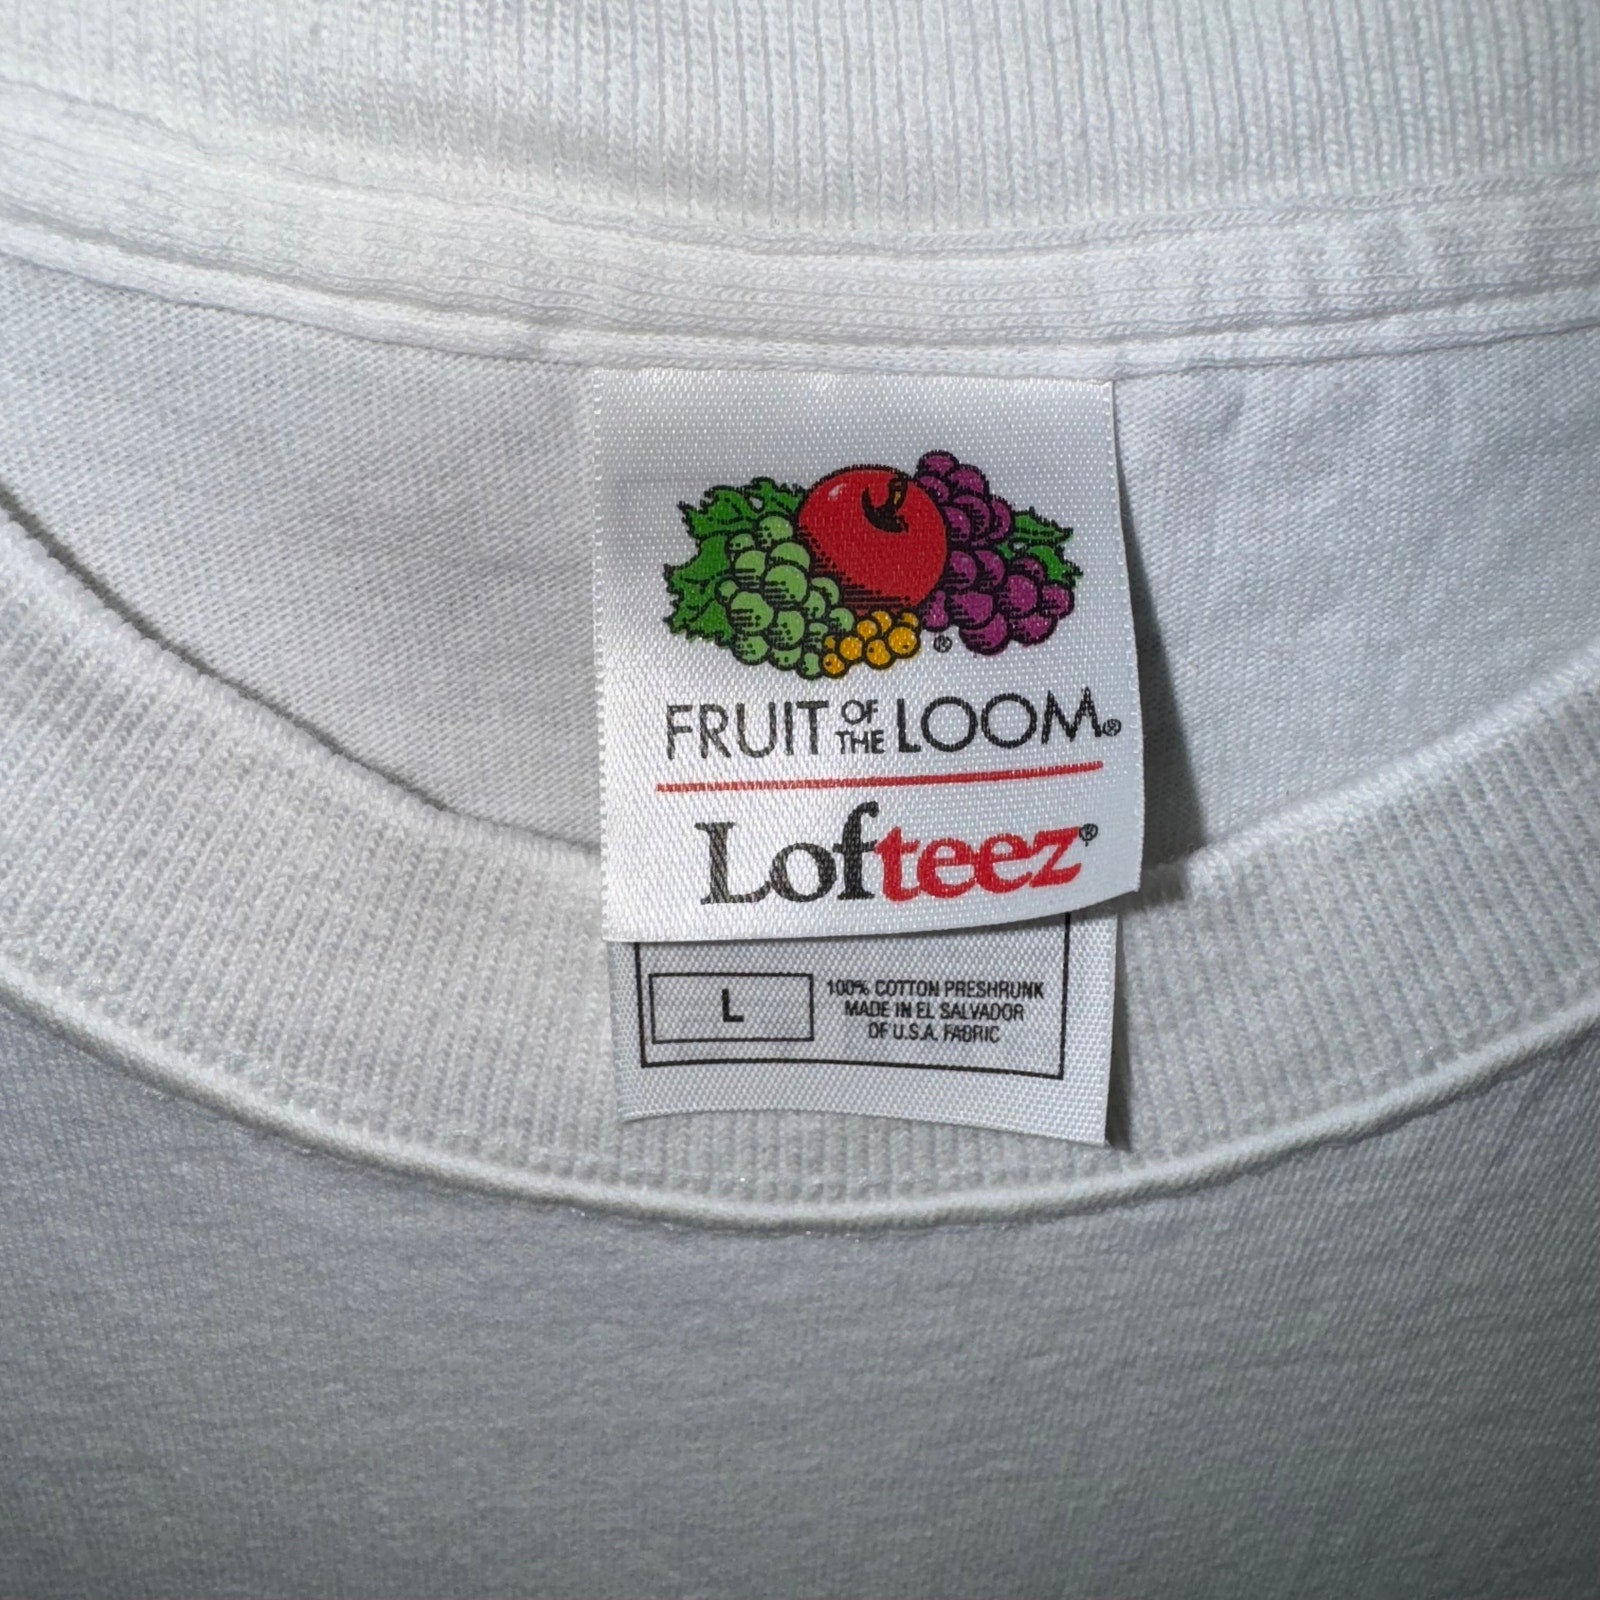 ®
FRUIT OF THE LOOM®
Lofteez®
L
100% COTTON PRESHRUNK
MADE IN EL SALVADOR
OF U.S.A. FABRIC